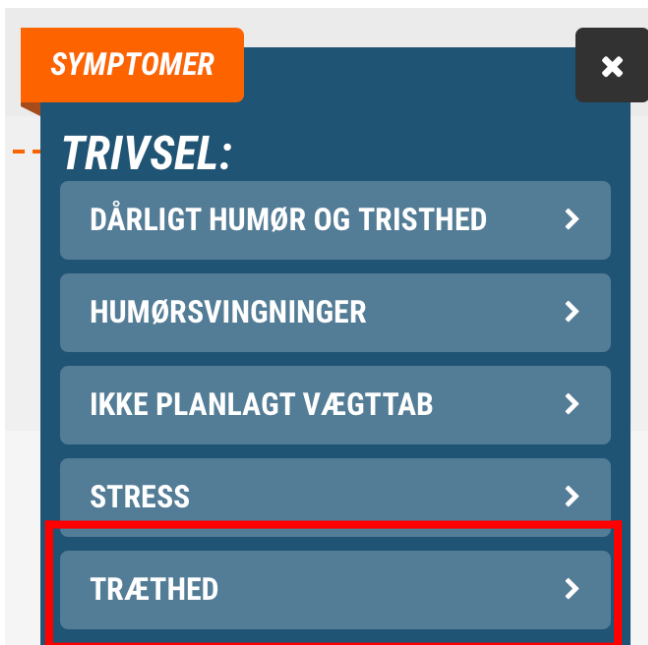 SYMPTOMER
TRIVSEL:
DÅRLIGT HUMØR OG TRISTHED
HUMØRSVINGNINGER
IKKE PLANLAGT VÆGTTAB
STRESS
TRÆTHED